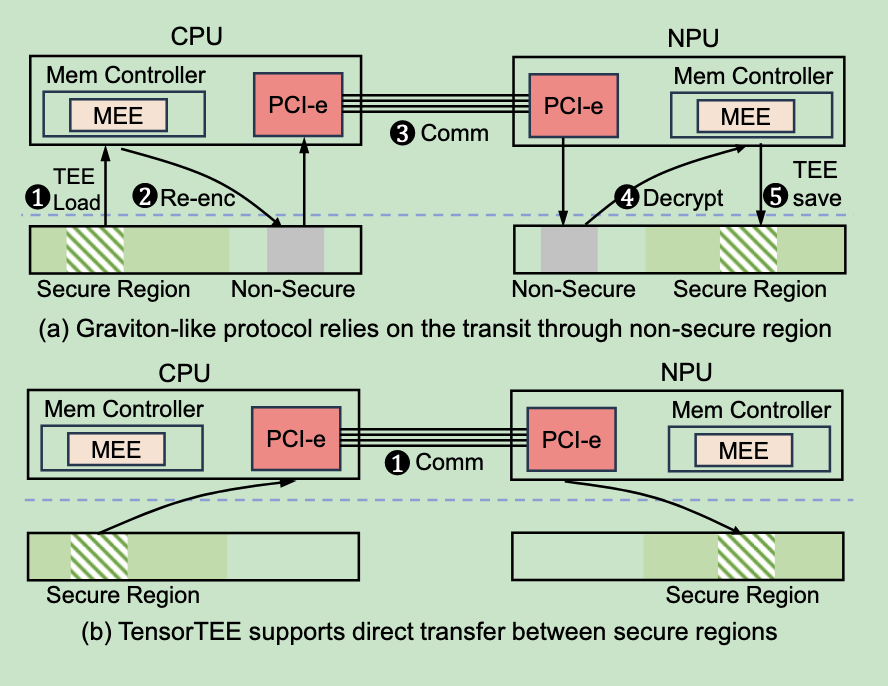 CPU
NPU
Mem Controller
MEE
PCI-e
PCI-e
Mem Controller
MEE
❸ Comm
❶ TEE Load
❷ Re-enc
❹ Decrypt
❺ TEE save
Secure Region
Non-Secure
Non-Secure
Secure Region
(a) Graviton-like protocol relies on the transit through non-secure region
CPU
NPU
Mem Controller
MEE
PCI-e
PCI-e
Mem Controller
MEE
❶ Comm
Secure Region
Secure Region
(b) TensorTEE supports direct transfer between secure regions